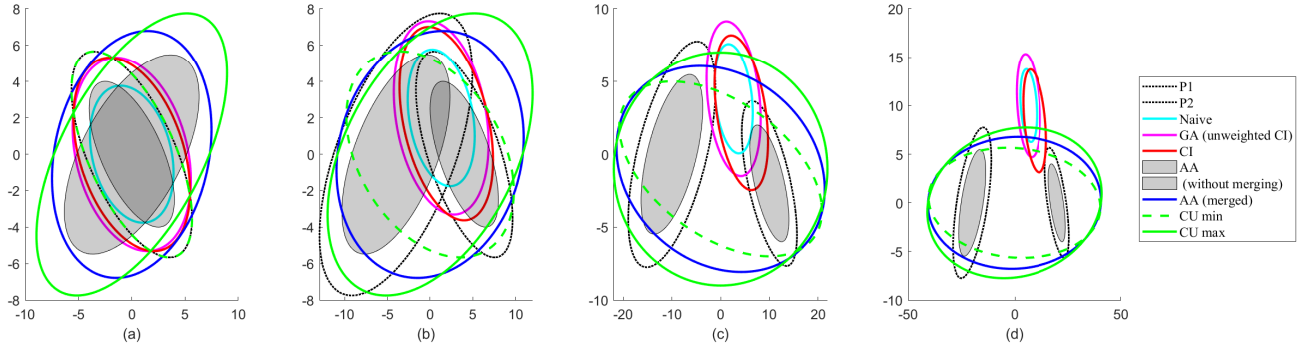 8
6
4
2
0
-2
-4
-6
-8
-10 -5 0 5 10
(a)
8
6
4
2
0
-2
-4
-6
-8
-10 -5 0 5 10
(b)
10
5
0
-5
-10
-20 -10 0 10 20
(c)
20
15
10
5
0
-5
-10
-50 0 50
(d)
P1
P2
Naive
GA (unweighted CI)
CI
AA
(without merging)
AA (merged)
CU min
CU max